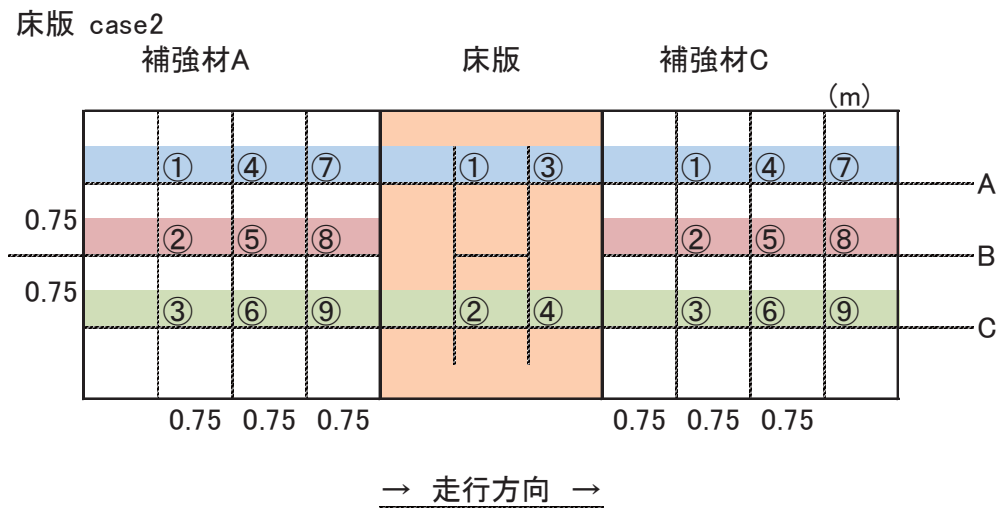 床版 case2
補強材A 床版 補強材C
(m)
① ④ ⑦ ① ③ ① ④ ⑦
A
0.75
② ⑤ ⑧ ② ⑤ ⑧
B
0.75
③ ⑥ ⑨ ② ④ ③ ⑥ ⑨
C
0.75 0.75 0.75 0.75 0.75 0.75
→ 走行方向 →